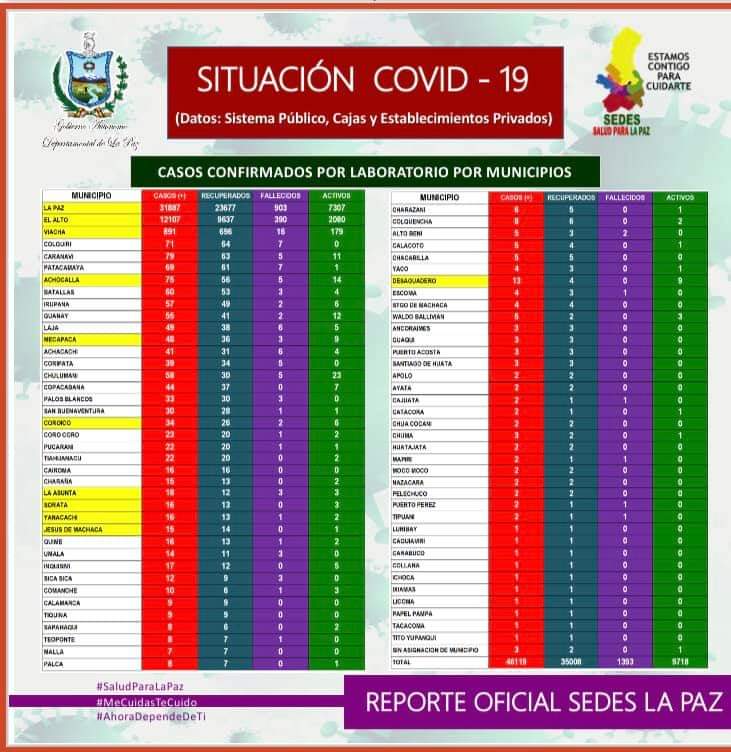 SITUACIÓN COVID - 19
(Datos: Sistema Público, Cajas y Establecimientos Privados)
Gobierno Autónomo
Departamental de La Paz
ESTAMOS
CONTIGO
PARA
CUIDARTE
SEDES
SALUD PARA LA PAZ
CASOS CONFIRMADOS POR LABORATORIO POR MUNICIPIOS
MUNICIPIO CASOS (+) RECUPERADOS FALLECIDOS ACTIVOS
LA PAZ 31887 23677 903 7307
EL ALTO 12107 9637 390 2080
VIACHA 891 696 16 179
COLQUIRI 71 64 7 0
CARANAVI 79 63 5 11
PATACAMAYA 69 61 7 1
ACHOCALLA 75 56 5 14
BATALLAS 60 53 3 4
IRUPANA 57 49 2 6
GUANAY 55 41 2 12
LAJA 49 38 6 5
MECAPACA 48 36 3 9
ACHACACHI 41 31 6 4
CORIPATA 39 34 5 0
CHULUMANI 58 30 5 23
COPACABANA 44 37 0 7
PALOS BLANCOS 33 30 3 0
SAN BUENAVENTURA 30 28 1 1
COROICO 34 26 2 6
CORO CORO 23 20 1 2
PUCARANI 22 20 1 1
TIAHUANACU 22 20 0 2
CAIROMA 16 16 0 0
CHARAÑA 15 13 0 2
LA ASUNTA 18 12 3 3
SORATA 16 13 0 3
YANACACHI 16 13 1 2
JESUS DE MACHACA 15 14 0 1
QUIME 16 13 1 2
UMALA 14 11 3 0
INQUISIVI 17 12 0 5
SICA SICA 12 9 3 0
COMANCHE 10 6 1 3
CALAMARCA 9 9 0 0
TIQUINA 9 9 0 0
SAPAHAQUI 8 6 0 2
TEOPONTE 8 7 1 0
MALLA 7 7 0 0
PALCA 8 7 0 1
MUNICIPIO CASOS (+) RECUPERADOS FALLECIDOS ACTIVOS
CHARAZANI 6 5 0 1
COLQUENCHA 8 6 0 2
ALTO BENI 5 3 2 0
CALACOTO 5 4 0 1
CHACARILLA 5 5 0 0
YACO 4 3 0 1
DESAGUADERO 13 4 0 9
ESCOMA 4 3 1 0
STGO DE MACHACA 4 4 0 0
WALDO BALLIVIAN 5 2 0 3
ANCORAIMES 3 3 0 0
GUAQUI 3 3 0 0
PUERTO ACOSTA 3 3 0 0
SANTIAGO DE HUATA 3 3 0 0
APOLO 2 2 0 0
AYATA 2 2 0 0
CAJUATA 2 1 1 0
CATACORA 2 1 0 1
CHUA COCANI 2 2 0 0
CHUMA 3 2 0 1
HUATAJATA 2 2 0 0
MAPIRI 2 1 1 0
MOCO MOCO 2 2 0 0
NAZACARA 2 2 0 0
PELECHUCO 2 2 0 0
PUERTO PEREZ 2 1 1 0
TIPUANI 2 1 1 0
LURIBAY 1 1 0 0
CAQUIAVIRI 1 1 0 0
CARABUCO 1 1 0 0
COLLANA 1 1 0 0
ICHOCA 1 1 0 0
IXIAMAS 1 1 0 0
LICOMA 1 1 0 0
PAPEL PAMPA 1 1 0 0
TACACOMA 1 1 0 0
TITO YUPANQUI 1 1 0 0
SIN ASIGNACION DE MUNICIPIO 3 2 0 1
TOTAL 46119 35008 1393 9718
#SaludParaLaPaz
#MeCuidasTeCuido
#AhoraDependeDeTi
REPORTE OFICIAL SEDES LA PAZ